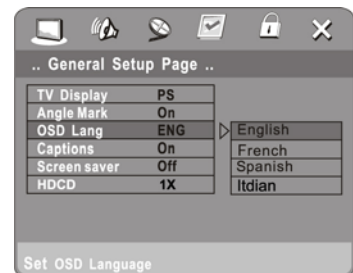 .. General Setup Page ..
TV Display PS
Angle Mark On
OSD Lang ENG English
Captions On French
Screen saver Off Spanish
HDCD 1X Itdian
Set OSD Language